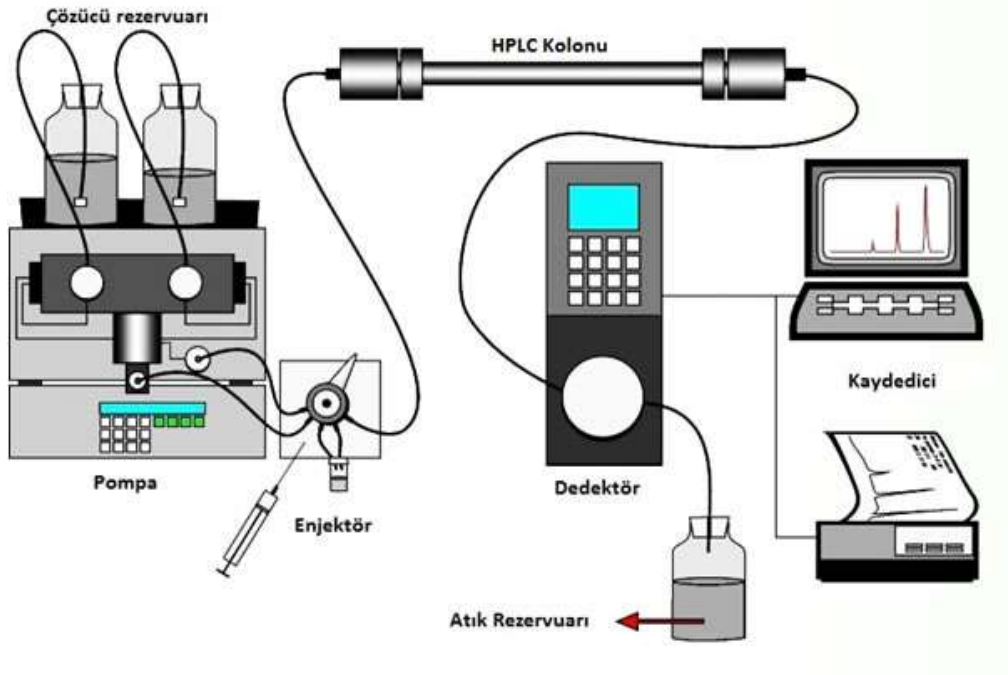 Çözücü rezervuarı
HPLC Kolonu
Kaydedici
Pompa
Dedektör
Enjektör
Atık Rezervuarı